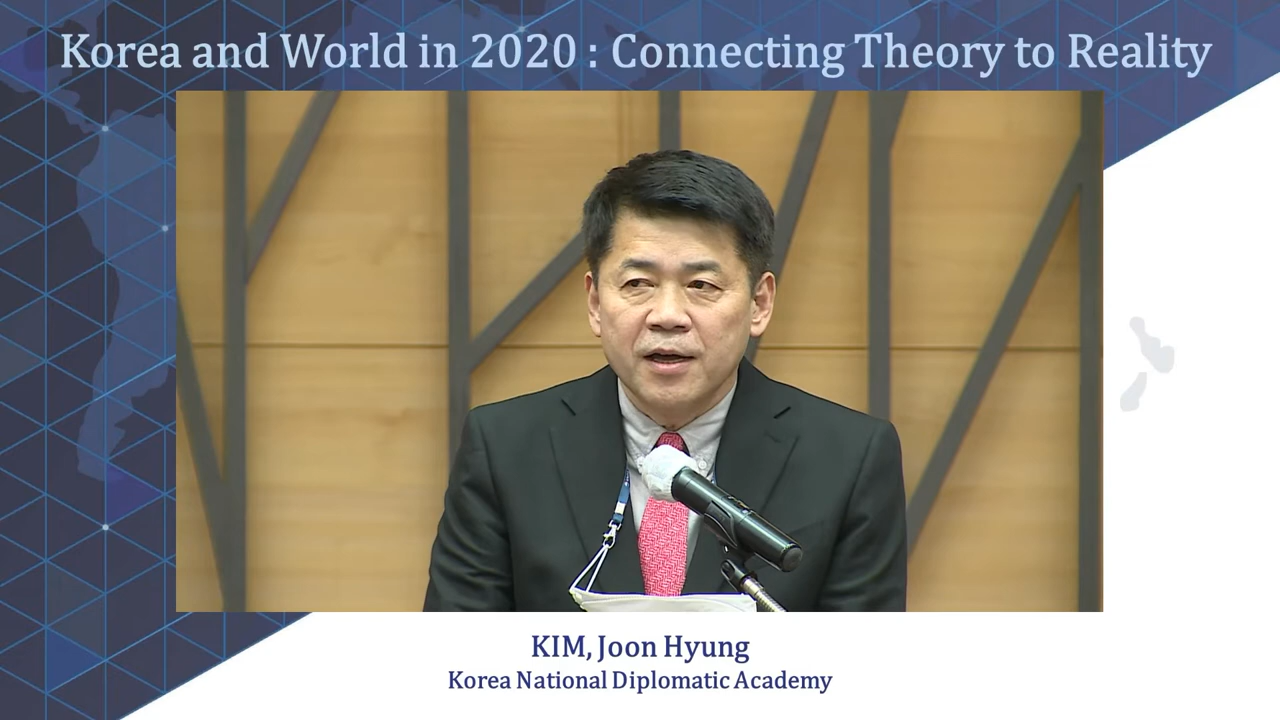 Korea and World in 2020 : Connecting Theory to Reality
KIM, Joon Hyung
Korea National Diplomatic Academy